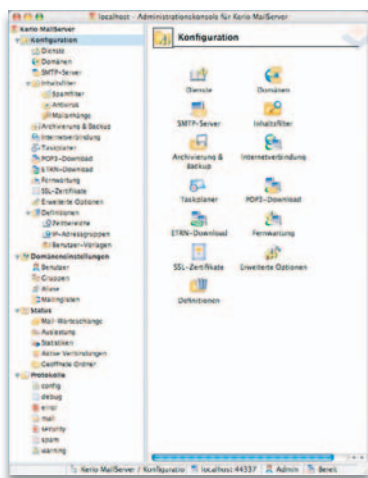 localhost - Administrationskonsole für Kerio MailServer
Kerio MailServer
Konfiguration
Dienste
Domänen
SMTP-Server
Inhaltsfilter
Spamfilter
Antivirus
Mailanhänge
Archivierung & Backup
Internetverbindung
Taskplaner
POP3-Download
ETRN-Download
Fernwartung
SSL-Zertifikate
Erweiterte Optionen
Definitionen
Zeitbereiche
IP-Adressgruppen
Benutzer-Vorlagen
Domäneneinstellungen
Benutzer
Gruppen
Aliase
Mailinglisten
Status
Mail-Warteschlange
Auslastung
Statistiken
Aktive Verbindungen
Geöffnete Ordner
Protokolle
config
debug
error
mail
security
spam
warning
Konfiguration
Dienste
Domänen
SMTP-Server
Inhaltsfilter
Archivierung &
Backup
Internetverbindung
Taskplaner
POP3-Download
ETRN-Download
Fernwartung
SSL-Zertifikate
Erweiterte Optionen
Definitionen
Kerio MailServer / Konfiguratio
localhost:44337
Admin
Bereit